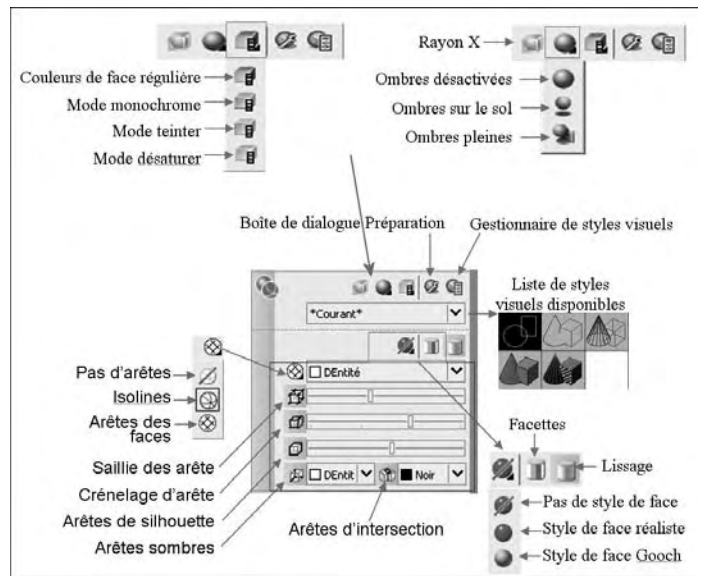 Rayon X
Couleurs de face régulière
Mode monochrome
Mode teinter
Mode désaturer
Ombres désactivées
Ombres sur le sol
Ombres pleines
Boîte de dialogue Préparation
Gestionnaire de styles visuels
Liste de styles
visuels disponibles
*Courant*
DEntité
Pas d'arêtes
Isolines
Arêtes des
faces
Saillie des arête
Crénelage d'arête
Arêtes de silhouette
Arêtes sombres
DEntit
Noir
Arêtes d'intersection
Facettes
Lissage
Pas de style de face
Style de face réaliste
Style de face Gooch